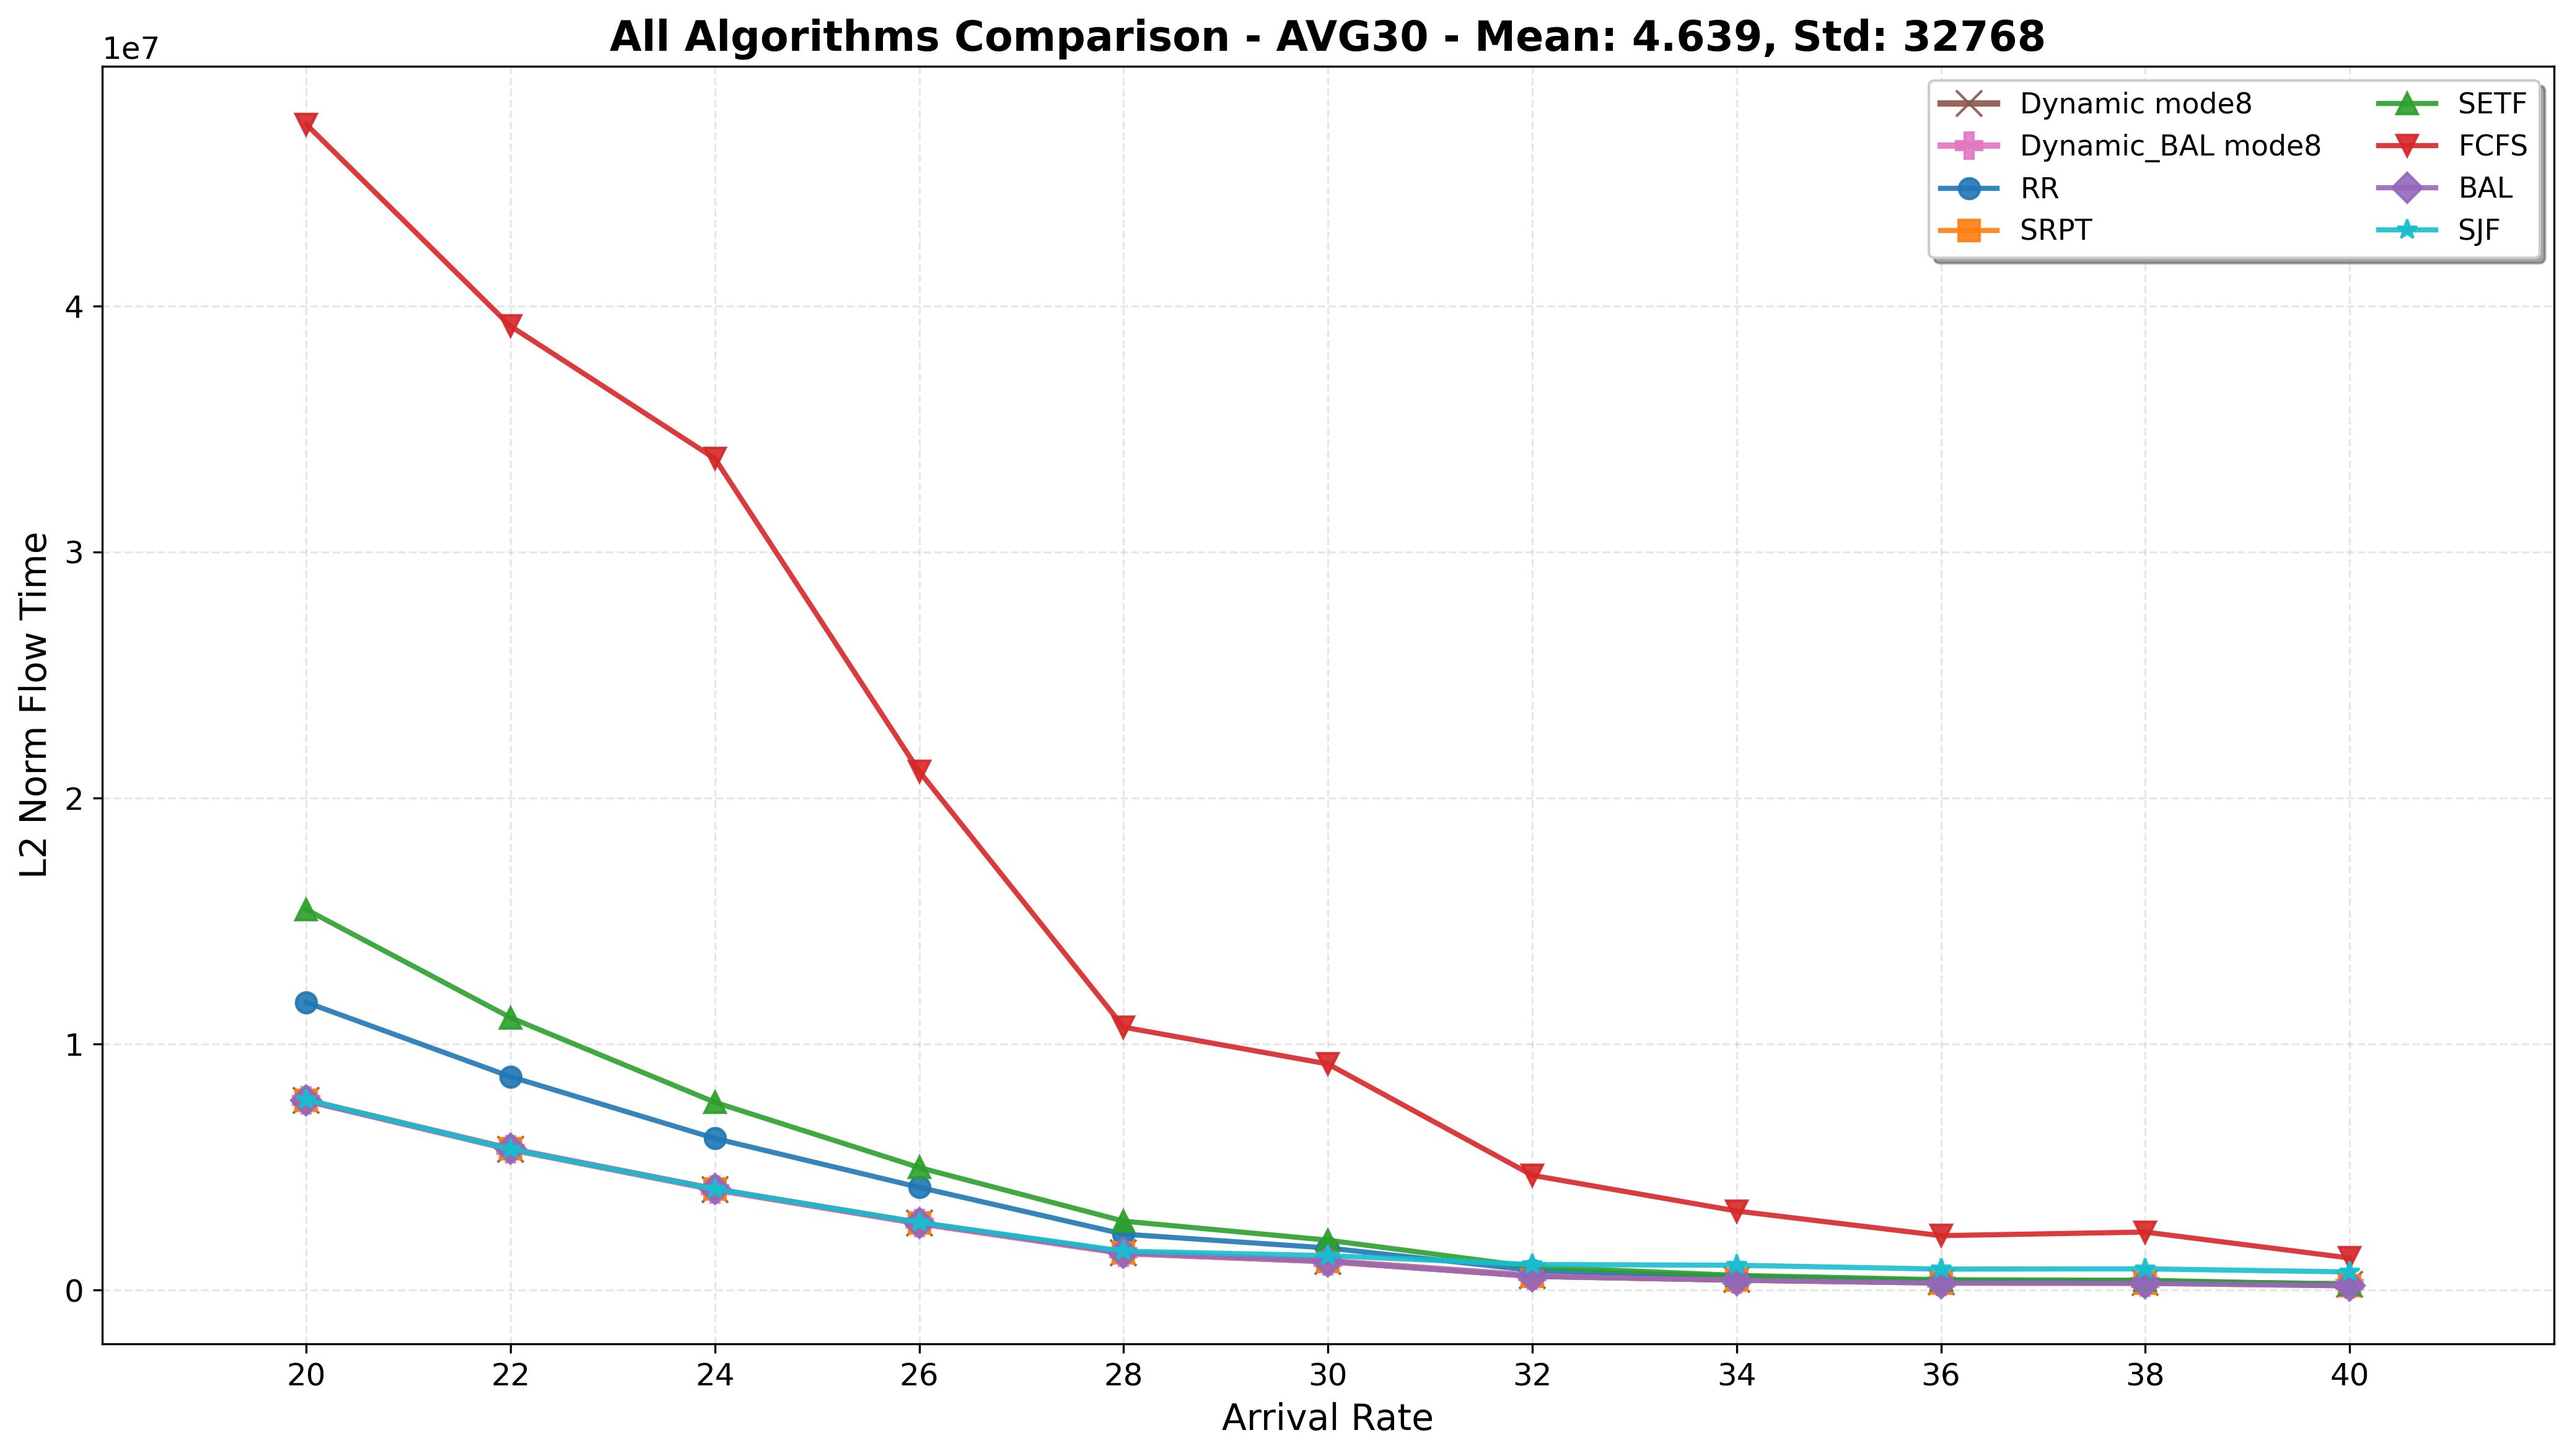 All Algorithms Comparison - AVG30 - Mean: 4.639, Std: 32768
1e7
Dynamic mode8
Dynamic_BAL mode8
RR
SRPT
SETF
FCFS
BAL
SJF
L2 Norm Flow Time
4
3
2
1
0
20 22 24 26 28 30 32 34 36 38 40
Arrival Rate